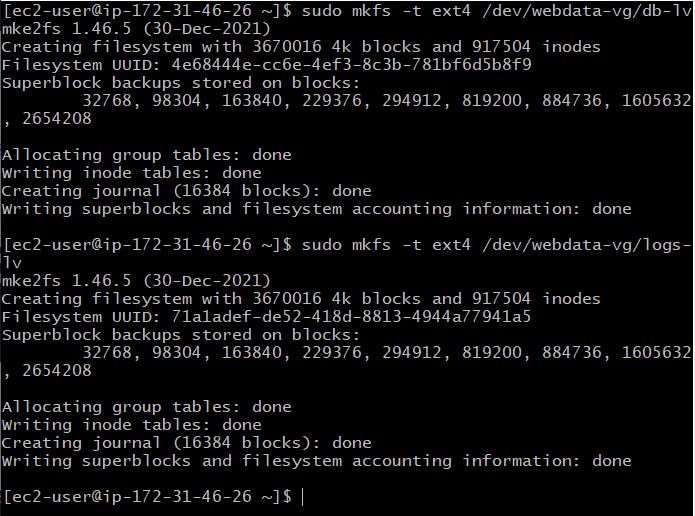 [ec2-user@ip-172-31-46-26 ~]$ sudo mkfs -t ext4 /dev/webdata-vg/db-lv
mke2fs 1.46.5 (30-Dec-2021)
Creating filesystem with 3670016 4k blocks and 917504 inodes
Filesystem UUID: 4e68444e-cc6e-4ef3-8c3b-781bf6d5b8f9
Superblock backups stored on blocks:
        32768, 98304, 163840, 229376, 294912, 819200, 884736, 1605632
, 2654208

Allocating group tables: done
Writing inode tables: done
Creating journal (16384 blocks): done
Writing superblocks and filesystem accounting information: done

[ec2-user@ip-172-31-46-26 ~]$ sudo mkfs -t ext4 /dev/webdata-vg/logs-
lv
mke2fs 1.46.5 (30-Dec-2021)
Creating filesystem with 3670016 4k blocks and 917504 inodes
Filesystem UUID: 71a1adef-de52-418d-8813-4944a77941a5
Superblock backups stored on blocks:
        32768, 98304, 163840, 229376, 294912, 819200, 884736, 1605632
, 2654208

Allocating group tables: done
Writing inode tables: done
Creating journal (16384 blocks): done
Writing superblocks and filesystem accounting information: done

[ec2-user@ip-172-31-46-26 ~]$